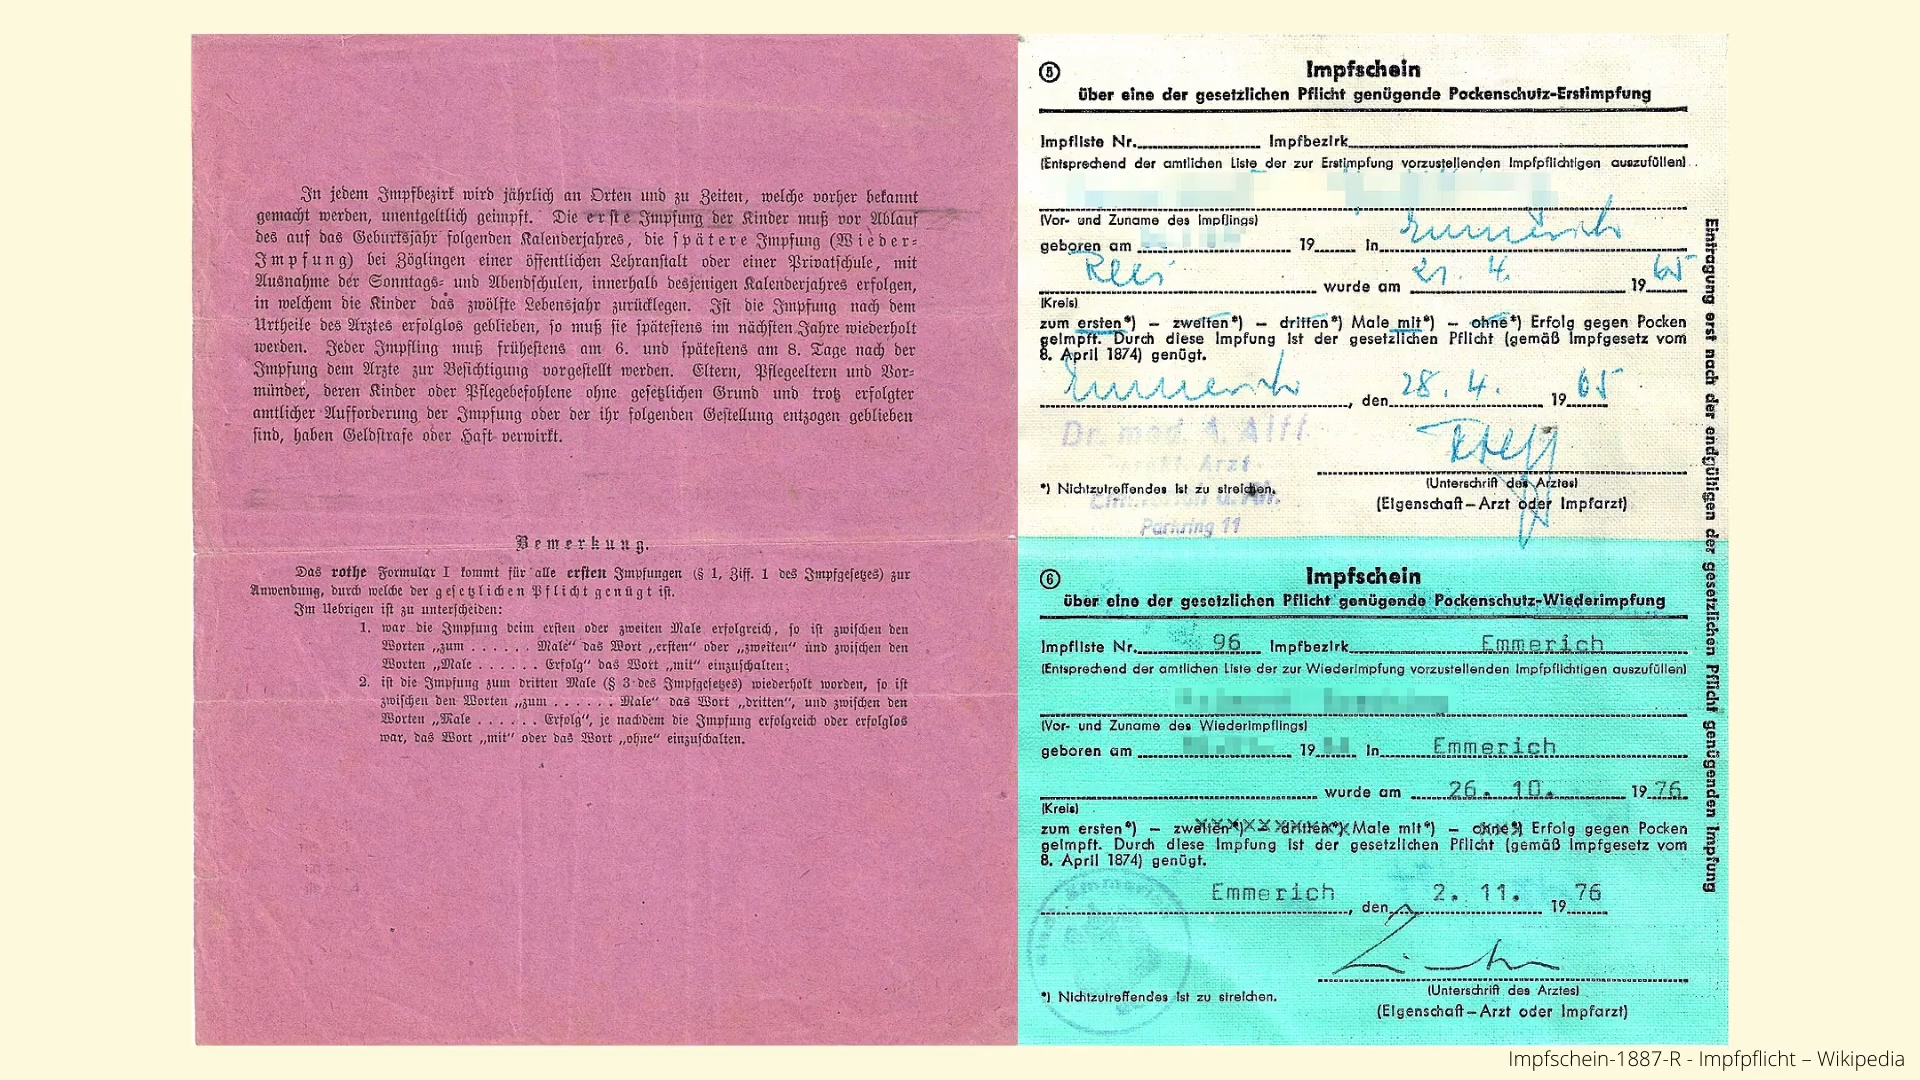 In jedem Impfbezirk wird jährlich an Orten und zu Zeiten, welche vorher bekannt
gemacht werden, unentgeltlich geimpft. Die erste Impfung der Kinder muß vor Ablauf
des auf das Geburtsjahr folgenden Kalenderjahres, die spätere Impfung (Wieder-
Impfung) bei Zöglingen einer öffentlichen Lehranstalt oder einer Privatschule, mit
Ausnahme der Sonntags- und Abendschulen, innerhalb desjenigen Kalenderjahres erfolgen,
in welchem die Kinder das zwölfte Lebensjahr zurücklegen. Ist die Impfung nach dem
Urtheile des Arztes erfolglos geblieben, so muß sie spätestens im nächsten Jahre wiederholt
werden. Jeder Impfling muß frühestens am 6. und spätestens am 8. Tage nach der
Impfung dem Arzte zur Besichtigung vorgestellt werden. Eltern, Pflegeeltern und Vor-
münder, deren Kinder oder Pflegebefohlene ohne gesetzlichen Grund und trotz erfolgter
amtlicher Aufforderung der Impfung oder der ihr folgenden Gestellung entzogen geblieben
sind, haben Geldstrafe oder Haft verwirkt.
Bemerkung.
Das rothe Formular I kommt für alle ersten Impfungen (§ 1, Ziff. 1 des Impfgesetzes) zur
Anwendung, durch welche der gesetzlichen Pflicht genügt ist.
Im Uebrigen ist zu unterscheiden:
1. war die Impfung beim ersten oder zweiten Male erfolgreich, so ist zwischen den
Worten „zum . . . . . . Male“ das Wort „ersten“ oder „zweiten“ und zwischen den
Worten „Male . . . . . . Erfolg“ das Wort „mit“ einzuschalten;
2. ist die Impfung zum dritten Male (§ 3 des Impfgesetzes) wiederholt worden, so ist
zwischen den Worten „zum . . . . . . Male“ das Wort „dritten“, und zwischen den
Worten „Male . . . . . . Erfolg“, je nachdem die Impfung erfolgreich oder erfolglos
war, das Wort „mit“ oder das Wort „ohne“ einzuschalten.
5 Impfschein
über eine der gesetzlichen Pflicht genügende Pockenschutz-Erstimpfung
Impfliste Nr. Impfbezirk
(Entsprechend der amtlichen Liste der zur Erstimpfung vorzustellenden Impfpflichtigen auszufüllen)
(Vor- und Zuname des Impflings)
geboren am 19 in Emmerich
Rees wurde am 21. 4. 19 65
(Kreis)
zum ersten*) – zweiten*) – dritten*) Male mit*) – ohne*) Erfolg gegen Pocken
geimpft. Durch diese Impfung ist der gesetzlichen Pflicht (gemäß Impfgesetz vom
8. April 1874) genügt.
Emmerich, den 28. 4. 19 65
Dr. med. A. Alff
prakt. Arzt
(Unterschrift des Arztes)
*) Nichtzutreffendes ist zu streichen.
(Eigenschaft – Arzt oder Impfarzt)
Parkring 11
6 Impfschein
über eine der gesetzlichen Pflicht genügende Pockenschutz-Wiederimpfung
Impfliste Nr. 96 Impfbezirk Emmerich
(Entsprechend der amtlichen Liste der zur Wiederimpfung vorzustellenden Impfpflichtigen auszufüllen)
(Vor- und Zuname des Wiederimpflings)
geboren am 19 in Emmerich
wurde am 26. 10. 19 76
(Kreis)
zum ersten*) – zweiten*) – dritten*) Male mit*) – ohne*) Erfolg gegen Pocken
geimpft. Durch diese Impfung ist der gesetzlichen Pflicht (gemäß Impfgesetz vom
8. April 1874) genügt.
Emmerich, den 2. 11. 19 76
(Unterschrift des Arztes)
*) Nichtzutreffendes ist zu streichen.
(Eigenschaft – Arzt oder Impfarzt)
Eintragung erst nach der endgültigen der gesetzlichen Pflicht genügenden Impfung
Impfschein-1887-R - Impfpflicht – Wikipedia